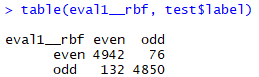 > table(eval1__rbf, test$label)
eval1__rbf even odd
even 4942 76
odd 132 4850